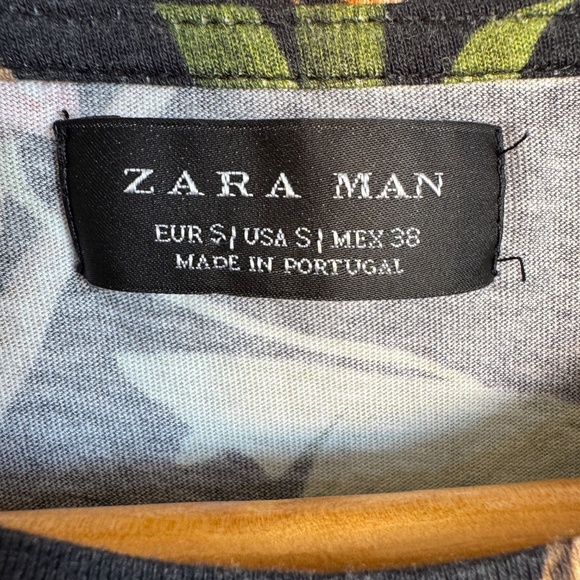 ZARA MAN
EUR S | USA S | MEX 38
MADE IN PORTUGAL